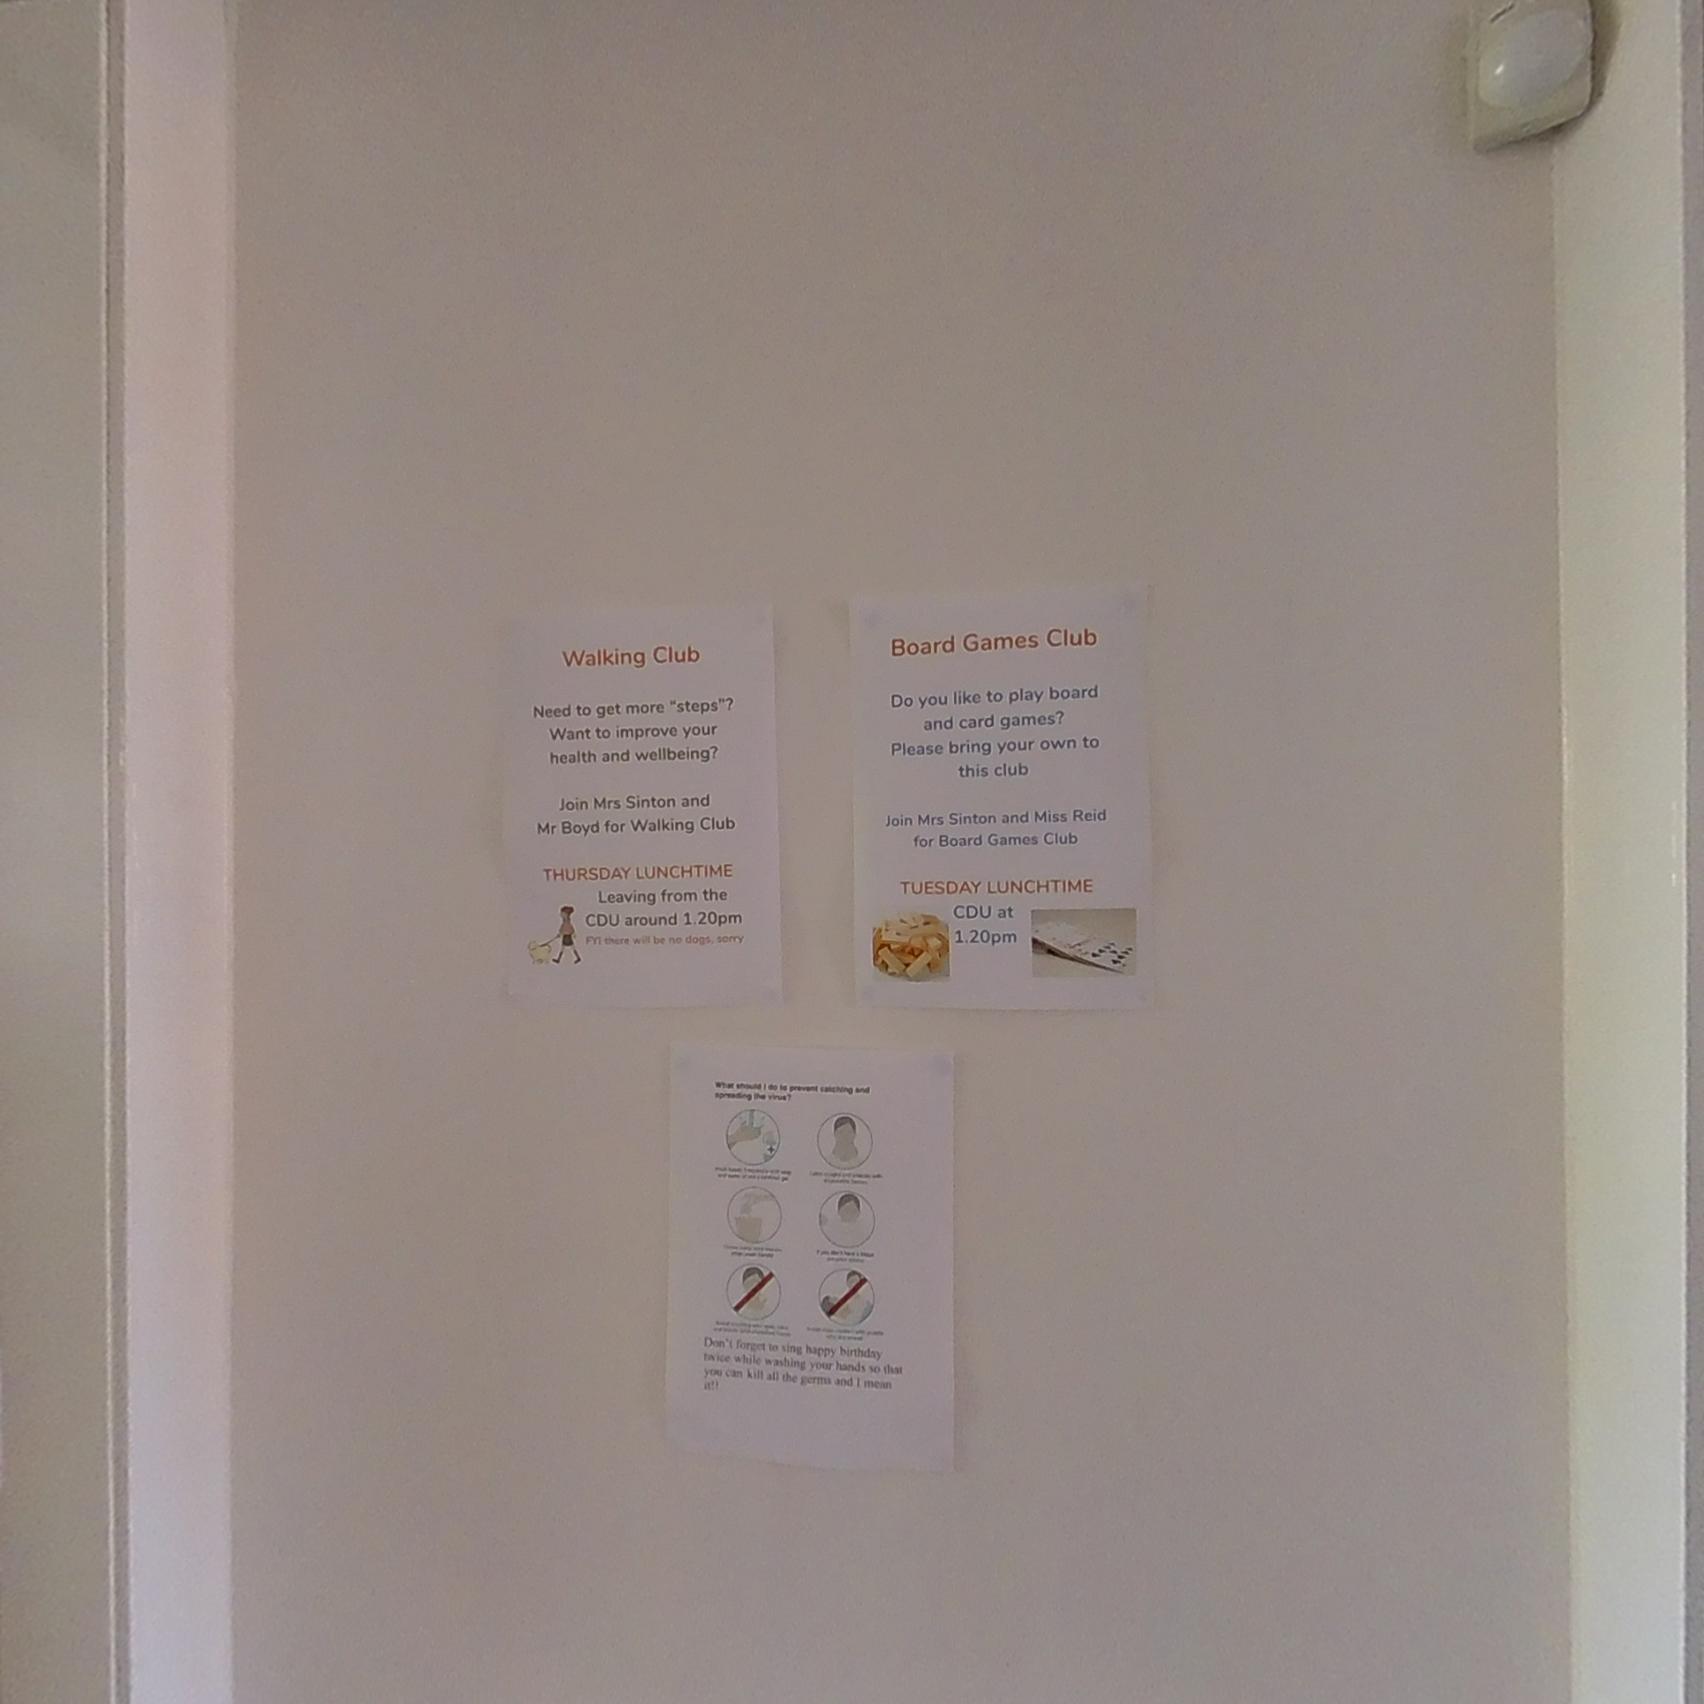 Walking Club
Need to get more "steps"?
Want to improve your
health and wellbeing?
Join Mrs Sinton and
Mr Boyd for Walking Club
THURSDAY LUNCHTIME
Leaving from the
CDU around 1.20pm
FYI there will be no dogs, sorry
Board Games Club
Do you like to play board
and card games?
Please bring your own to
this club
Join Mrs Sinton and Miss Reid
for Board Games Club
TUESDAY LUNCHTIME
CDU at
1.20pm
What should I do to prevent catching and
spreading the virus?
If you don't have a tissue
Don't forget to sing happy birthday
twice while washing your hands so that
you can kill all the germs and I mean
it!!